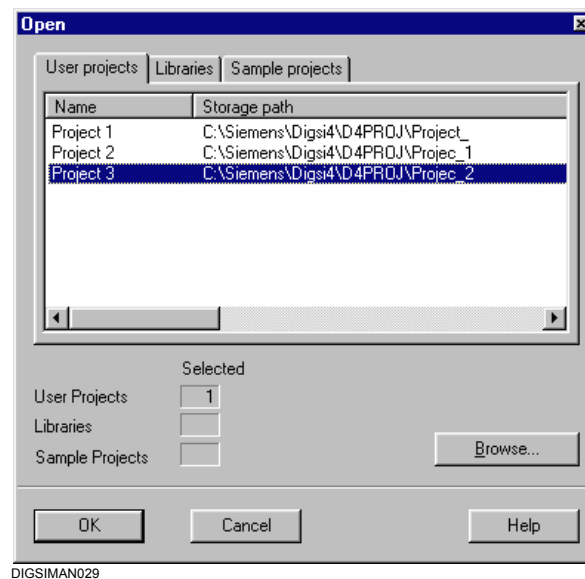 Open
User projects Libraries Sample projects
Name Storage path
Project 1 C:\Siemens\Digsi4\D4PROJ\Project_
Project 2 C:\Siemens\Digsi4\D4PROJ\Projec_1
Project 3 C:\Siemens\Digsi4\D4PROJ\Projec_2
Selected
User Projects 1
Libraries
Sample Projects
Browse...
OK Cancel Help
DIGSIMAN029